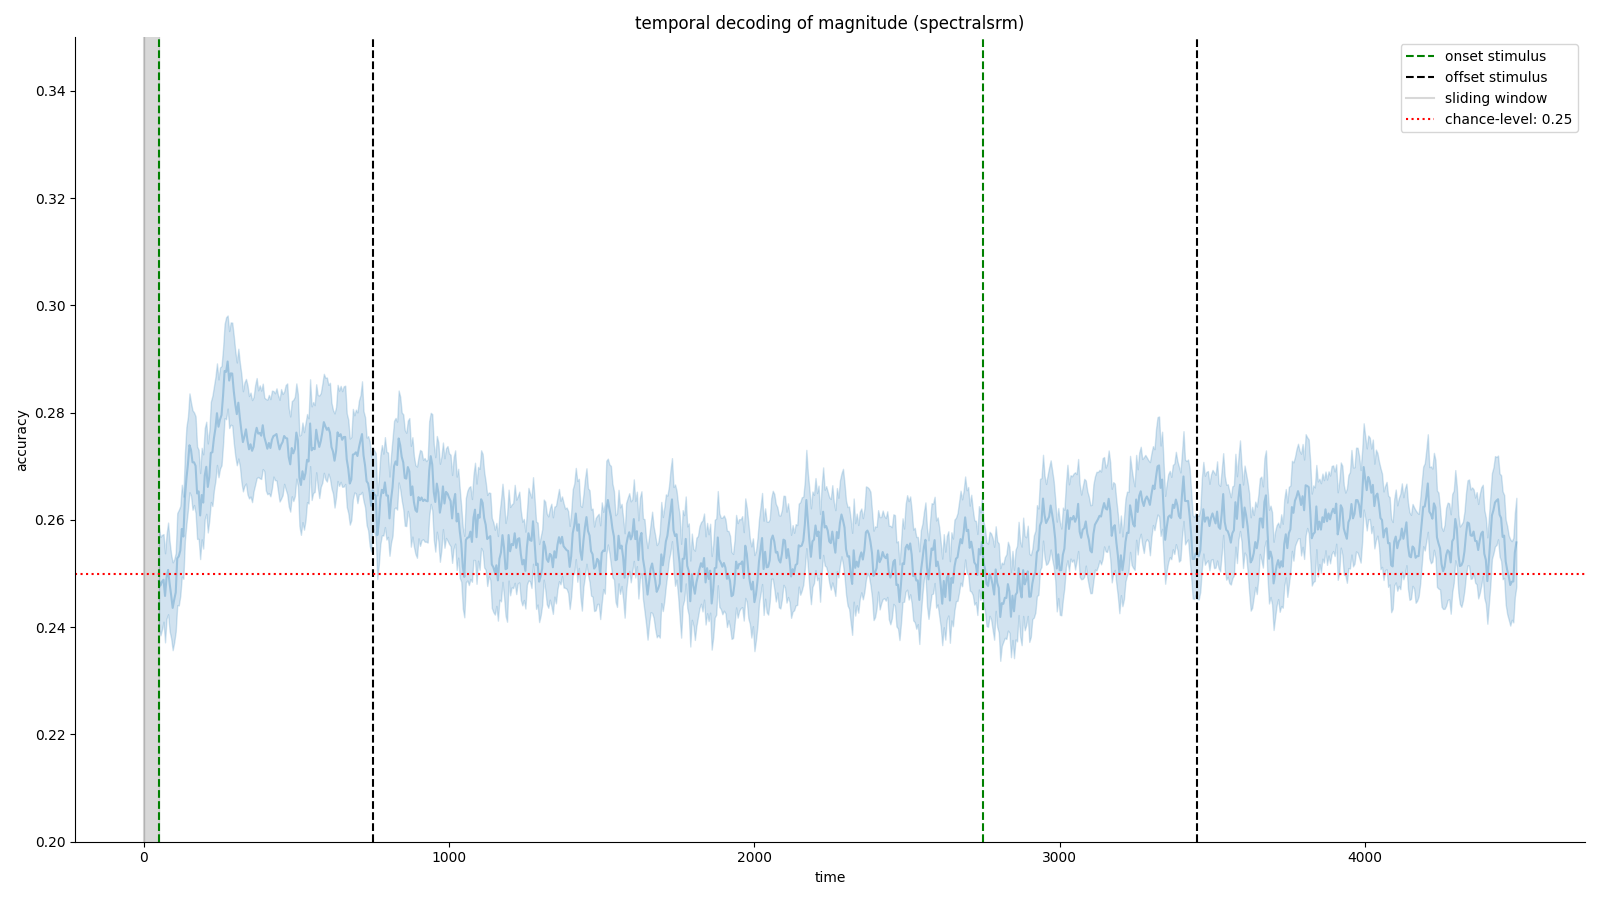 temporal decoding of magnitude (spectralsrm)
onset stimulus
offset stimulus
sliding window
chance-level: 0.25
0.34
0.32
0.30
0.28
0.26
0.24
0.22
0.20
accuracy
0
1000
2000
3000
4000
time